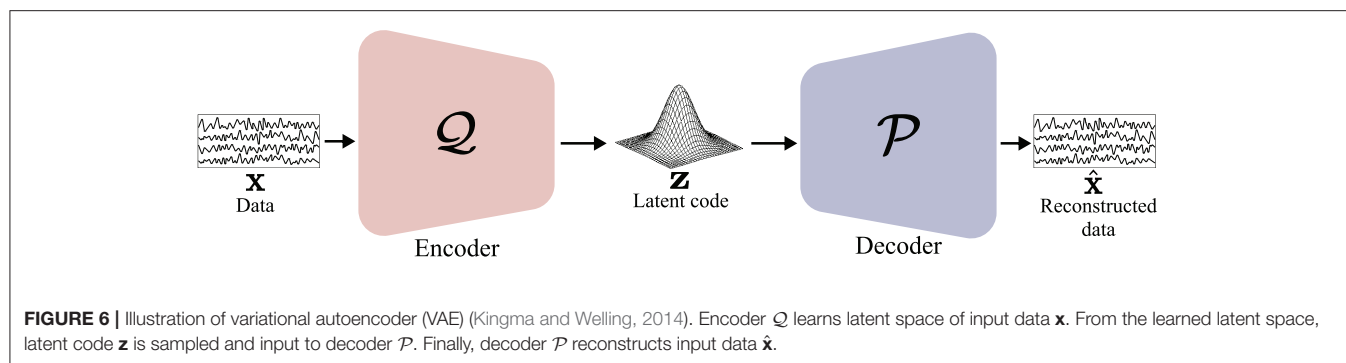 𝒬
𝒫
x
Data
z
Latent code
x̂
Reconstructed
data
Encoder
Decoder
FIGURE 6 | Illustration of variational autoencoder (VAE) (Kingma and Welling, 2014). Encoder 𝒬 learns latent space of input data x. From the learned latent space,
latent code z is sampled and input to decoder 𝒫. Finally, decoder 𝒫 reconstructs input data x̂.